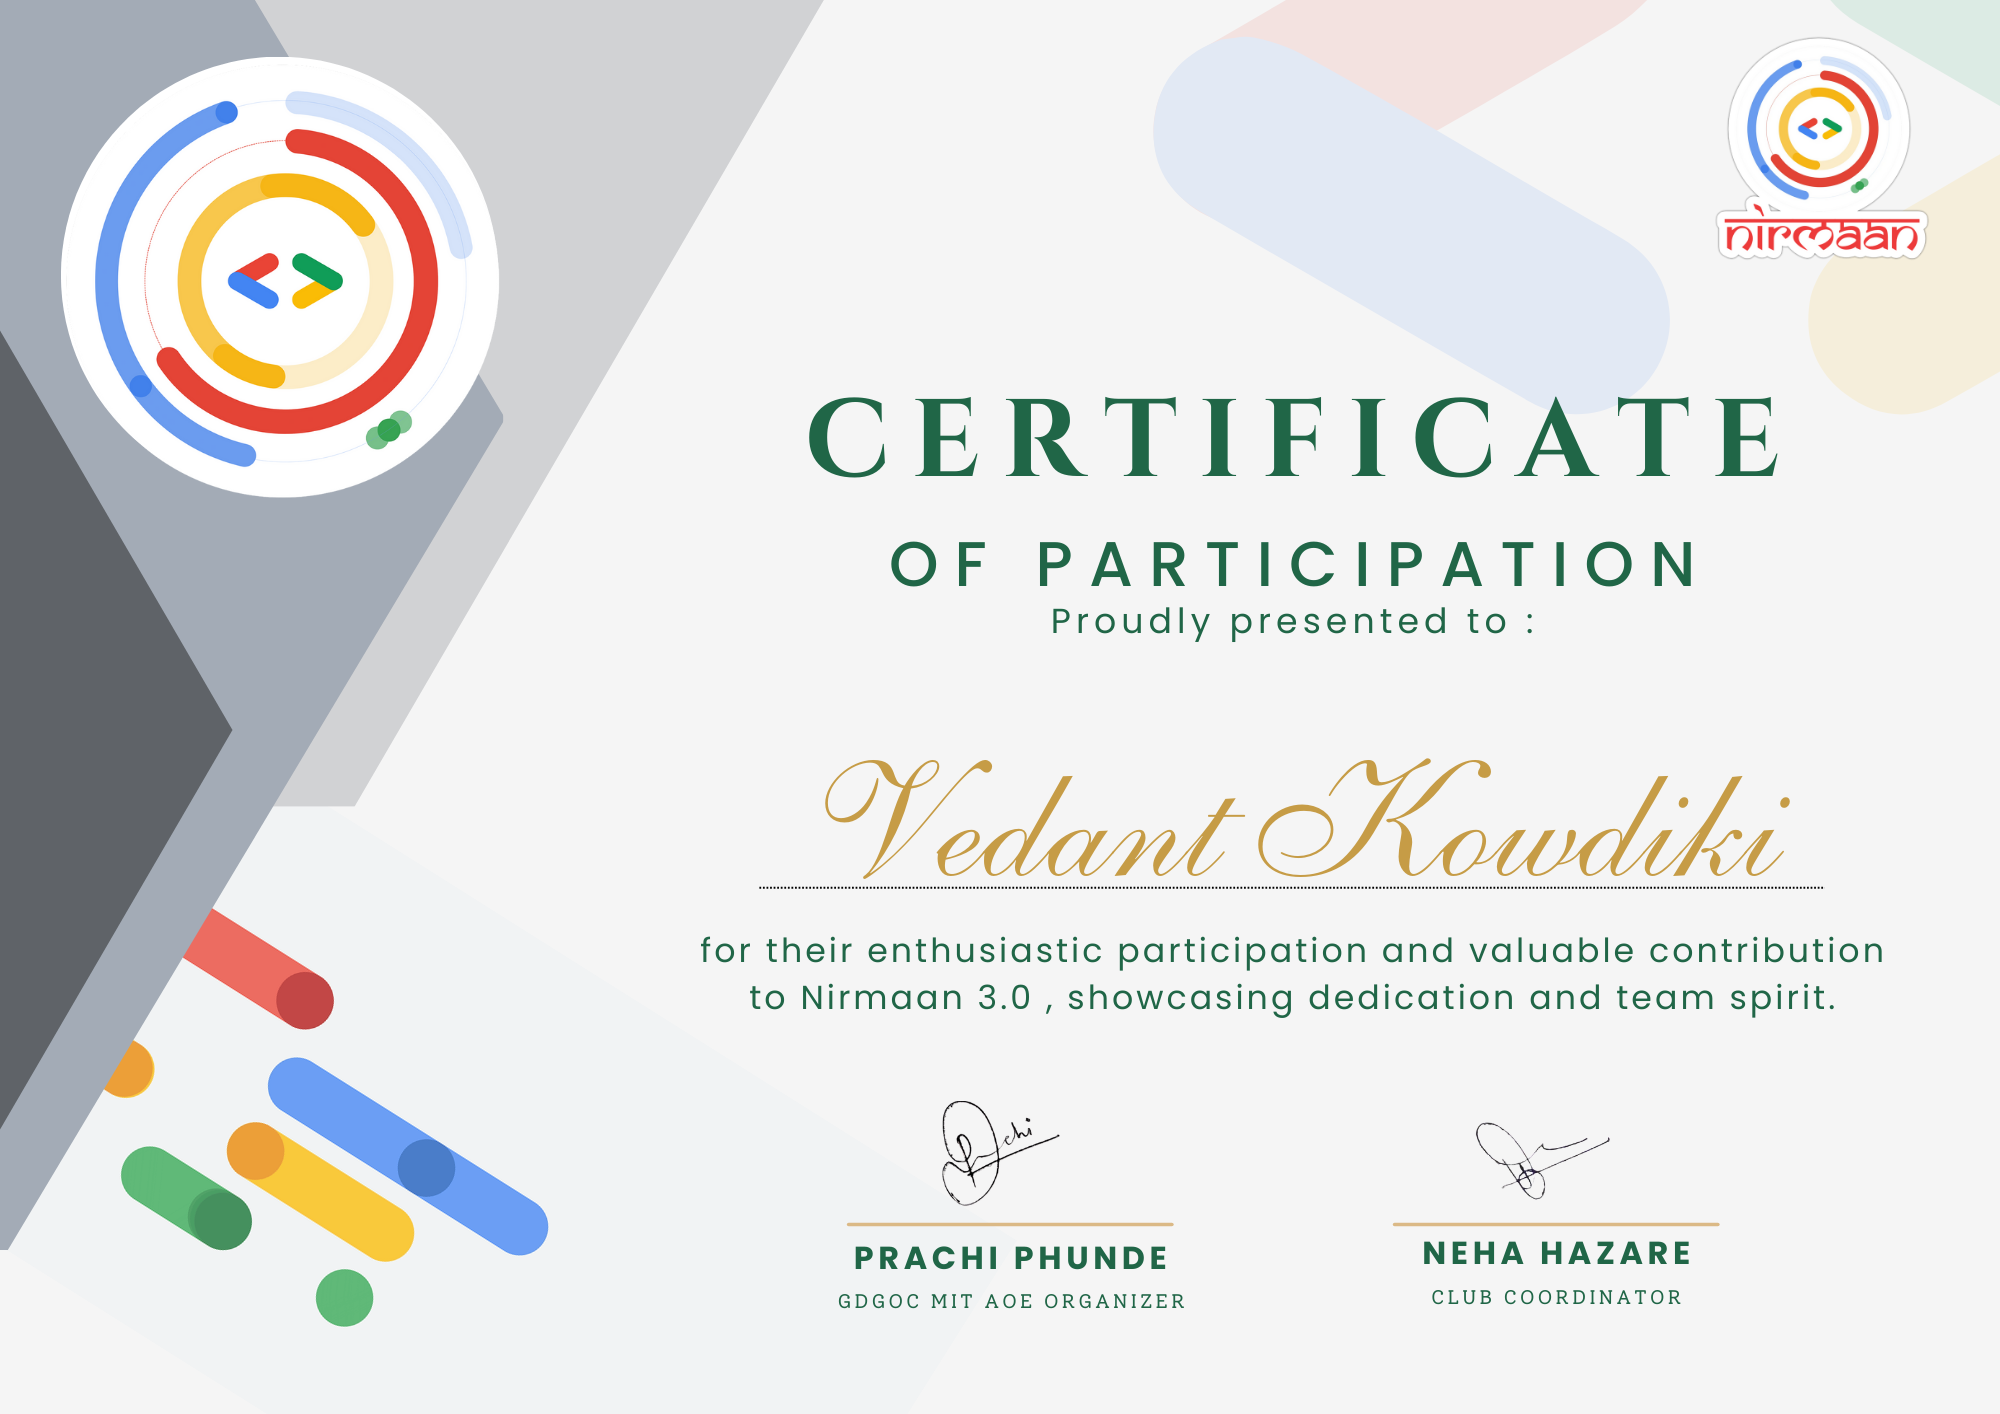 nirmaan
CERTIFICATE
OF PARTICIPATION
Proudly presented to :
Vedant Kowdiki
for their enthusiastic participation and valuable contribution
to Nirmaan 3.0 , showcasing dedication and team spirit.
PRACHI PHUNDE
GDGOC MIT AOE ORGANIZER
NEHA HAZARE
CLUB COORDINATOR